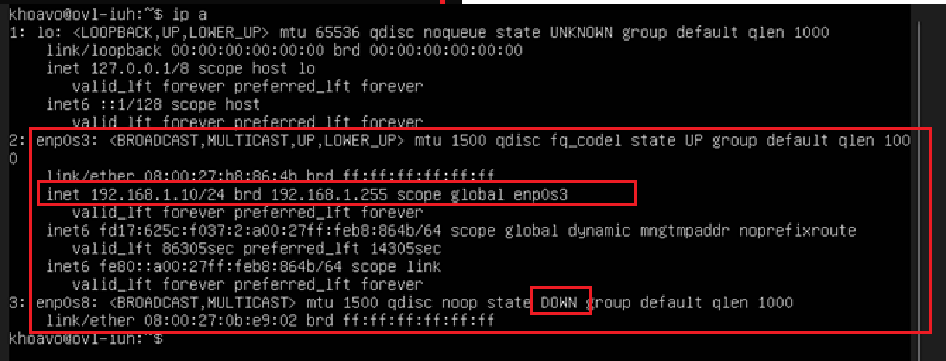 khoavo@ovl-iuh:~$ ip a
1: lo: <LOOPBACK,UP,LOWER_UP> mtu 65536 qdisc noqueue state UNKNOWN group default qlen 1000
link/loopback 00:00:00:00:00:00 brd 00:00:00:00:00:00
inet 127.0.0.1/8 scope host lo
valid_lft forever preferred_lft forever
inet6 ::1/128 scope host
valid_lft forever preferred_lft forever
2: enp0s3: <BROADCAST,MULTICAST,UP,LOWER_UP> mtu 1500 qdisc fq_codel state UP group default qlen 100
0
link/ether 08:00:27:b8:86:4b brd ff:ff:ff:ff:ff:ff
inet 192.168.1.10/24 brd 192.168.1.255 scope global enp0s3
valid_lft forever preferred_lft forever
inet6 fd17:625c:f037:2:a00:27ff:feb8:864b/64 scope global dynamic mngtmpaddr noprefixroute
valid_lft 86305sec preferred_lft 14305sec
inet6 fe80::a00:27ff:feb8:864b/64 scope link
valid_lft forever preferred_lft forever
3: enp0s8: <BROADCAST,MULTICAST> mtu 1500 qdisc noop state DOWN group default qlen 1000
link/ether 08:00:27:0b:e9:02 brd ff:ff:ff:ff:ff:ff
khoavo@ovl-iuh:~$